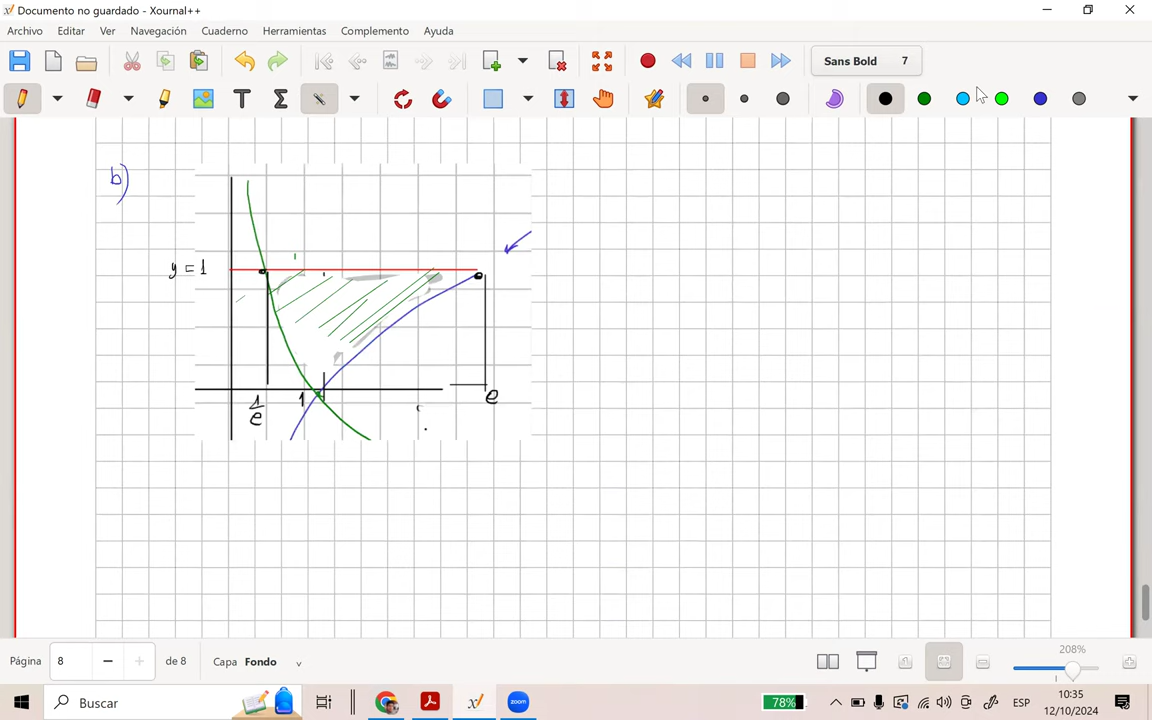 Documento no guardado - Xournal++
Archivo Editar Ver Navegación Cuaderno Herramientas Complemento Ayuda
Sans Bold 7
b)
y = 1
1/e 1 e
Página 8 de 8 Capa Fondo 208%
Buscar 78% ESP 10:35
12/10/2024